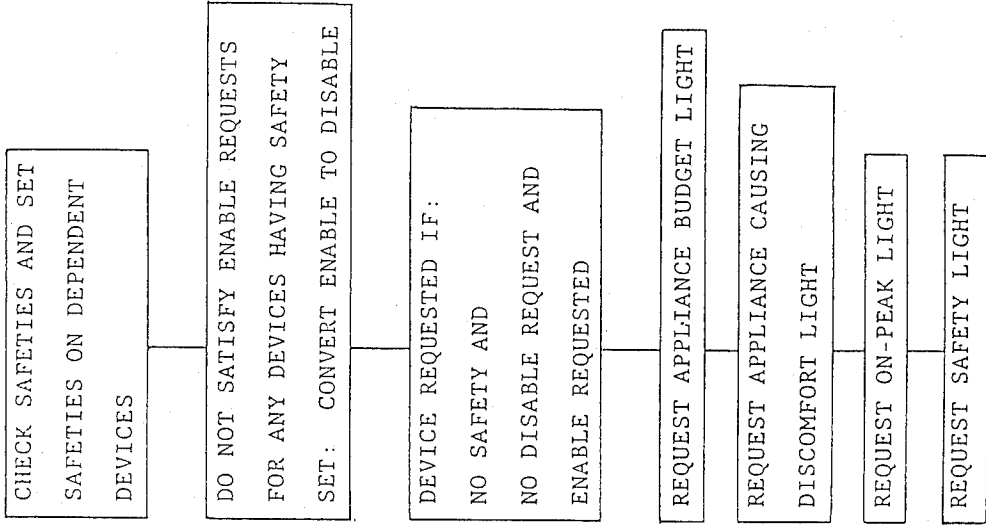 CHECK SAFETIES AND SET
SAFETIES ON DEPENDENT
DEVICES
DO NOT SATISFY ENABLE REQUESTS
FOR ANY DEVICES HAVING SAFETY
SET: CONVERT ENABLE TO DISABLE
DEVICE REQUESTED IF:
NO SAFETY AND
NO DISABLE REQUEST AND
ENABLE REQUESTED
REQUEST APPLIANCE BUDGET LIGHT
REQUEST APPLIANCE CAUSING
DISCOMFORT LIGHT
REQUEST ON-PEAK LIGHT
REQUEST SAFETY LIGHT